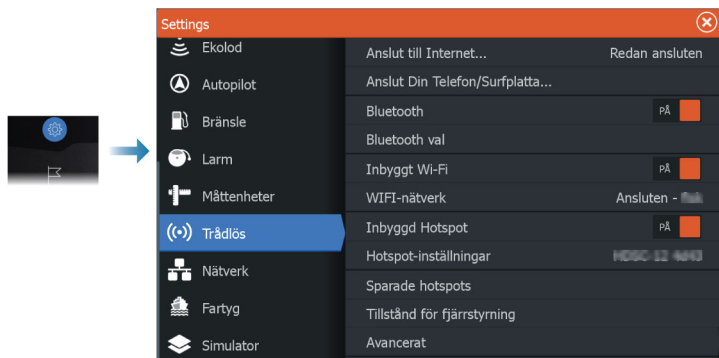 Settings
Ekolod
Autopilot
Bränsle
Larm
Måttenheter
Trådlös
Nätverk
Fartyg
Simulator
Anslut till Internet... Redan ansluten
Anslut Din Telefon/Surfplatta...
Bluetooth PÅ
Bluetooth val
Inbyggt Wi-Fi PÅ
WIFI-nätverk Ansluten -
Inbyggd Hotspot PÅ
Hotspot-inställningar
Sparade hotspots
Tillstånd för fjärrstyrning
Avancerat